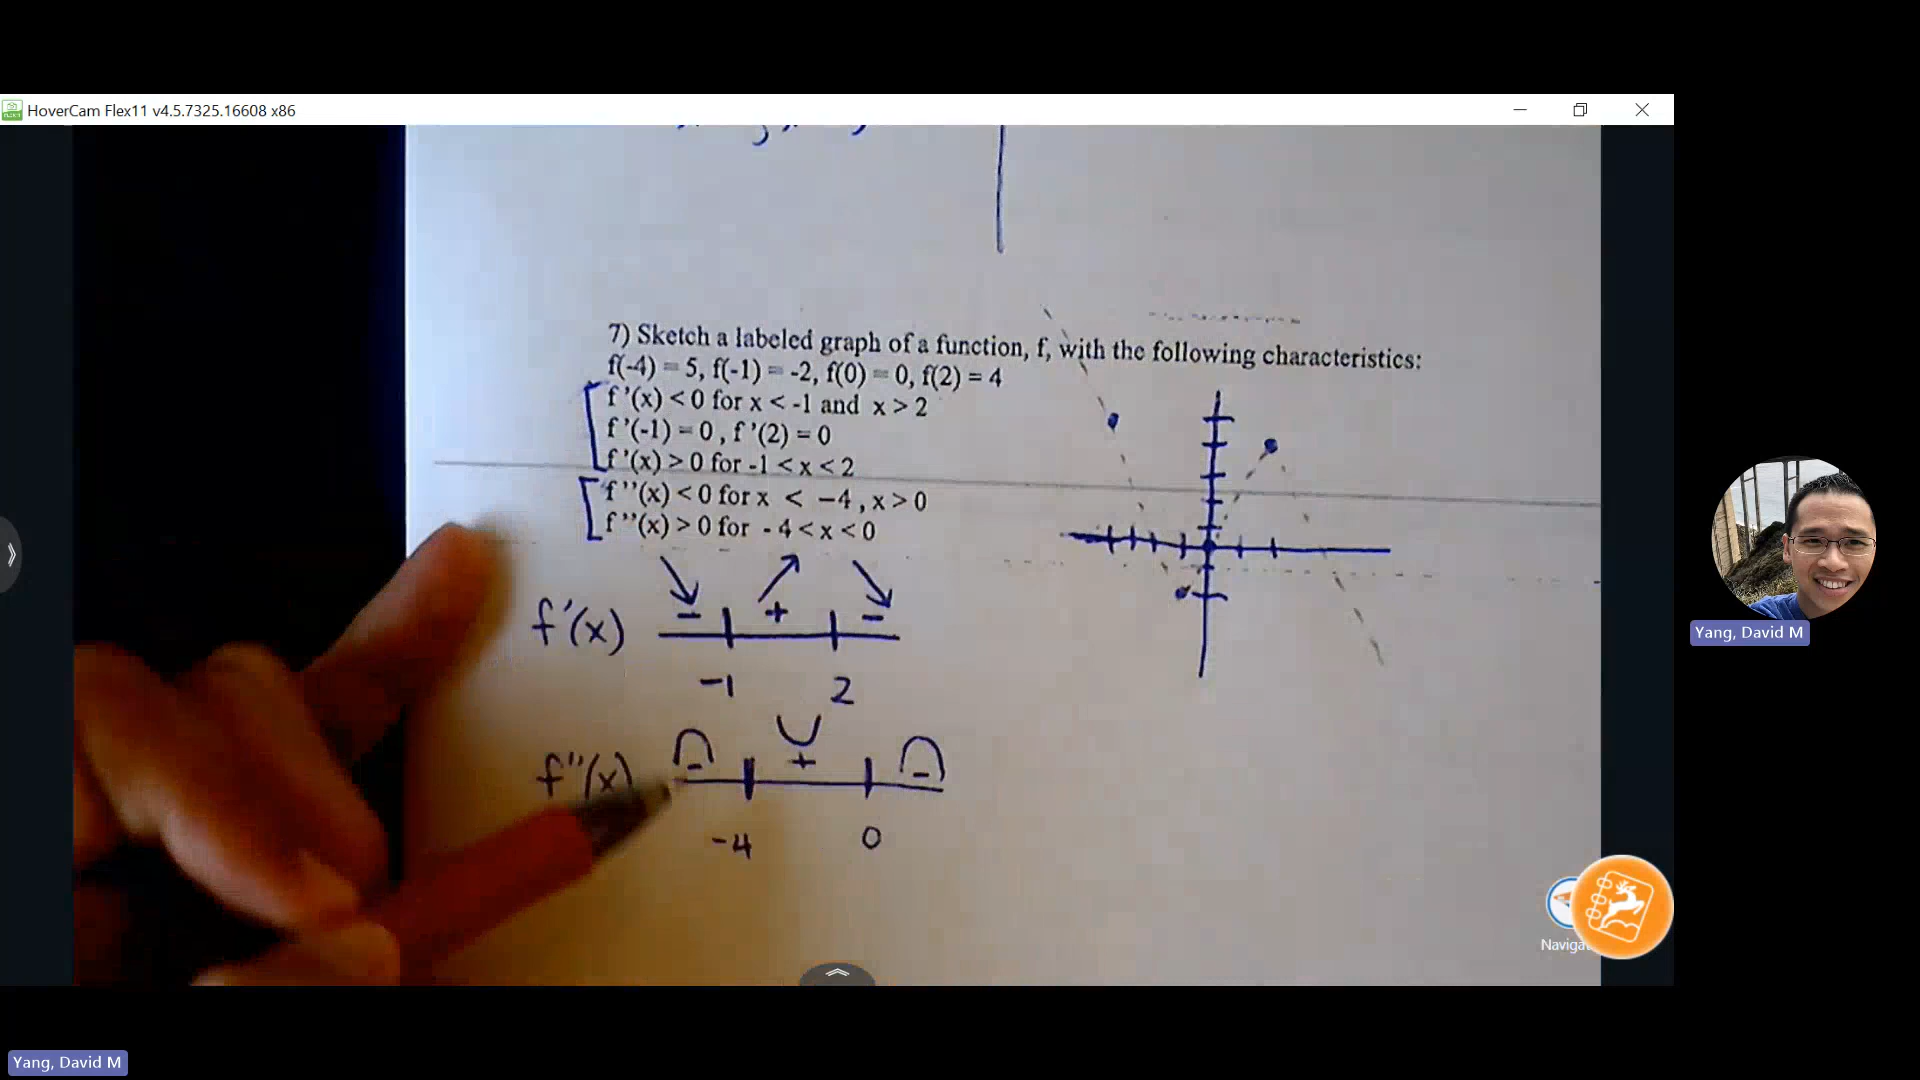 HoverCam Flex11 v4.5.7325.16608 x86
7) Sketch a labeled graph of a function, f, with the following characteristics:
f(-4) = 5, f(-1) = -2, f(0) = 0, f(2) = 4
f '(x) < 0 for x < -1 and x > 2
f '(-1) = 0 , f '(2) = 0
f '(x) > 0 for -1 < x < 2
f ''(x) < 0 for x < −4 , x > 0
f ''(x) > 0 for - 4 < x < 0
f'(x) - + -
-1 2
f"(x) - + -
-4 0
Yang, David M
Yang, David M